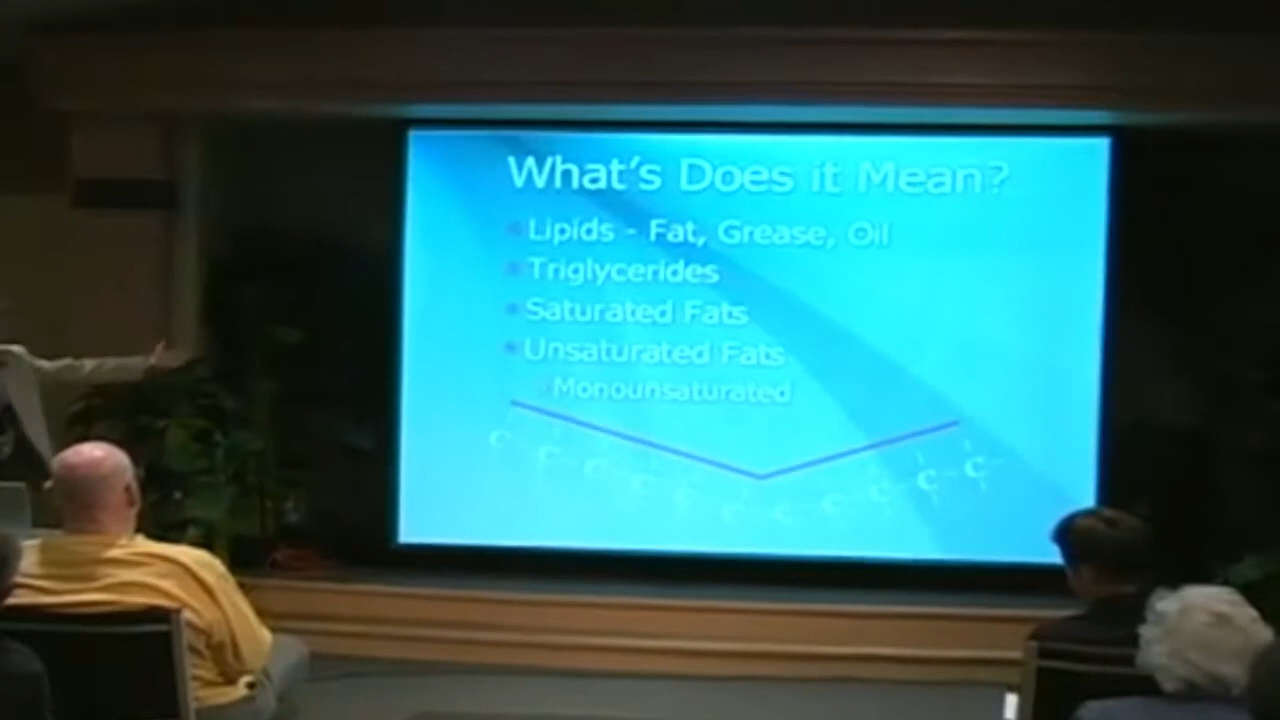 What's Does it Mean?
Lipids - Fat, Grease, Oil
Triglycerides
Saturated Fats
Unsaturated Fats
Monounsaturated
C C C C C C C C C C C